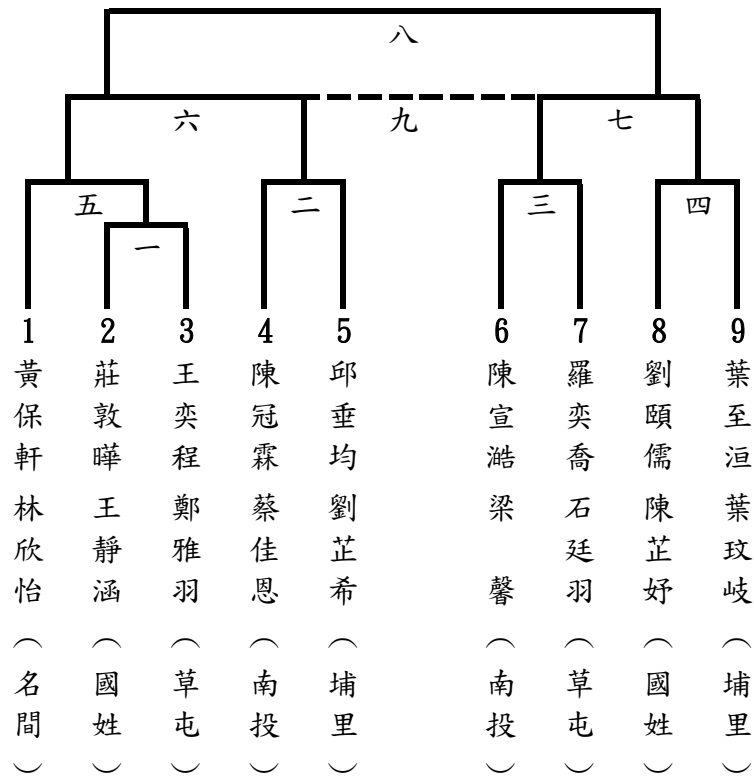 八
六 九 七
五 二 三 四
一
1 2 3 4 5 6 7 8 9
黃保軒 林欣怡（名間）
莊敦曄 王靜涵（國姓）
王奕程 鄭雅羽（草屯）
陳冠霖 蔡佳恩（南投）
邱垂均 劉芷希（埔里）
陳宣澔 梁 馨（南投）
羅奕喬 石廷羽（草屯）
劉頤儒 陳芷妤（國姓）
葉至洹 葉玟岐（埔里）